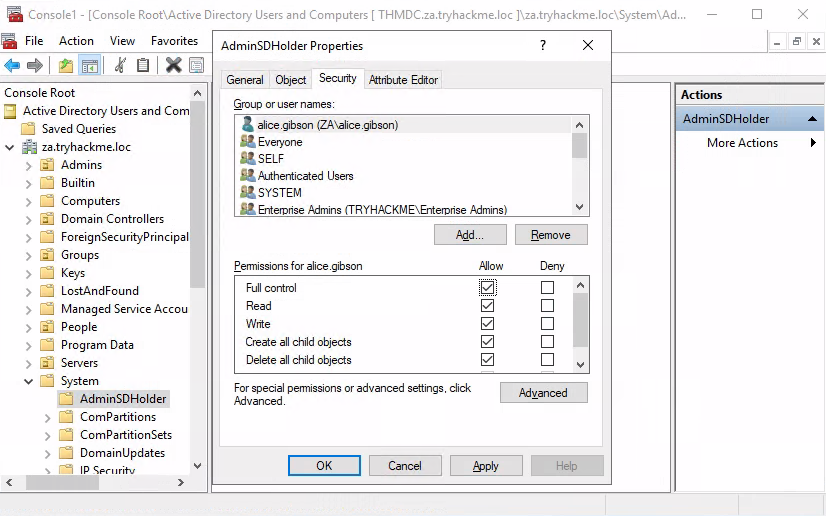 Console1 - [Console Root\Active Directory Users and Computers [ THMDC.za.tryhackme.loc ]\za.tryhackme.loc\System\Ad...
File Action View Favorites
Console Root
Active Directory Users and Com
Saved Queries
za.tryhackme.loc
Admins
Builtin
Computers
Domain Controllers
ForeignSecurityPrincipal
Groups
Keys
LostAndFound
Managed Service Accou
People
Program Data
Servers
System
AdminSDHolder
ComPartitions
ComPartitionSets
DomainUpdates
IP Security
AdminSDHolder Properties
?
General Object Security Attribute Editor
Group or user names:
alice.gibson (ZA\alice.gibson)
Everyone
SELF
Authenticated Users
SYSTEM
Enterprise Admins (TRYHACKME\Enterprise Admins)
Add... Remove
Permissions for alice.gibson Allow Deny
Full control
Read
Write
Create all child objects
Delete all child objects
For special permissions or advanced settings, click
Advanced.
Advanced
OK Cancel Apply Help
Actions
AdminSDHolder
More Actions